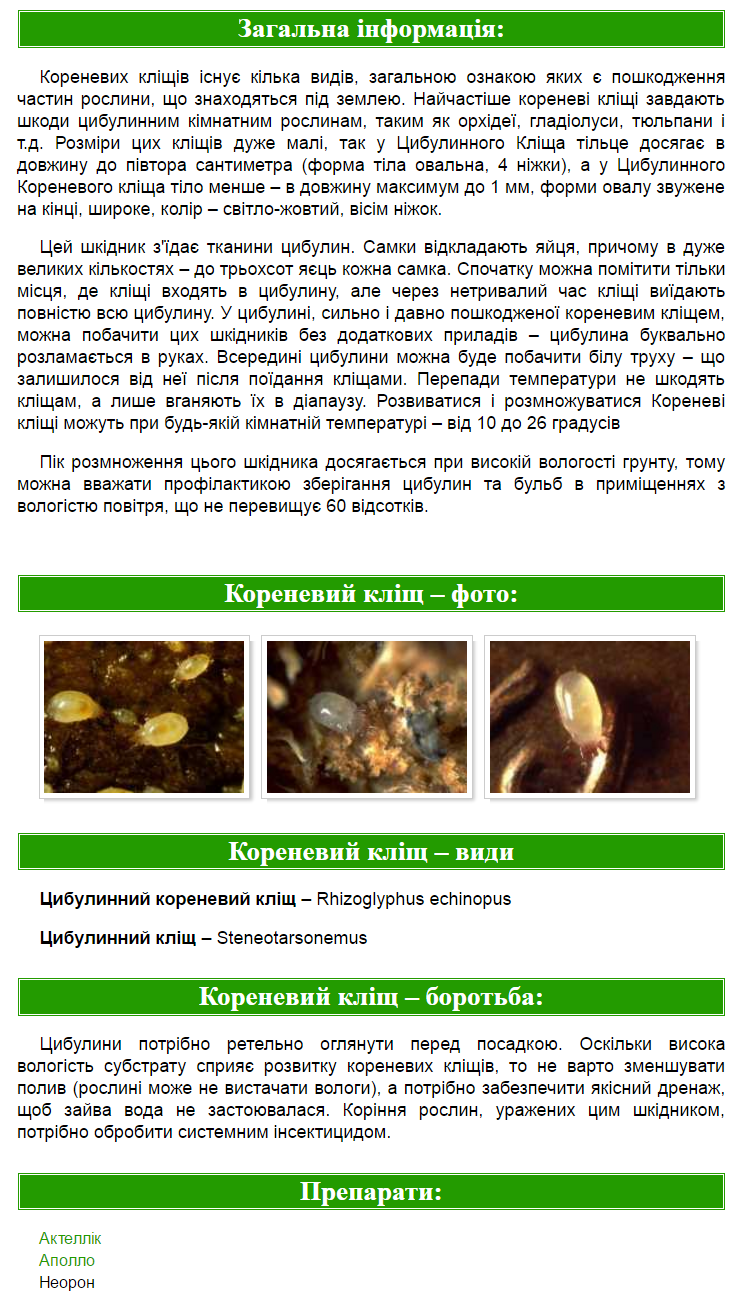 Загальна інформація:
Кореневих кліщів існує кілька видів, загальною ознакою яких є пошкодження
частин рослини, що знаходяться під землею. Найчастіше кореневі кліщі завдають
шкоди цибулинним кімнатним рослинам, таким як орхідеї, гладіолуси, тюльпани і
т.д. Розміри цих кліщів дуже малі, так у Цибулинного Кліща тільце досягає в
довжину до півтора сантиметра (форма тіла овальна, 4 ніжки), а у Цибулинного
Кореневого кліща тіло менше – в довжину максимум до 1 мм, форми овалу звужене
на кінці, широке, колір – світло-жовтий, вісім ніжок.
Цей шкідник з'їдає тканини цибулин. Самки відкладають яйця, причому в дуже
великих кількостях – до трьохсот яєць кожна самка. Спочатку можна помітити тільки
місця, де кліщі входять в цибулину, але через нетривалий час кліщі виїдають
повністю всю цибулину. У цибулині, сильно і давно пошкодженої кореневим кліщем,
можна побачити цих шкідників без додаткових приладів – цибулина буквально
розламається в руках. Всередині цибулини можна буде побачити білу труху – що
залишилося від неї після поїдання кліщами. Перепади температури не шкодять
кліщам, а лише вганяють їх в діапаузу. Розвиватися і розмножуватися Кореневі
кліщі можуть при будь-якій кімнатній температурі – від 10 до 26 градусів
Пік розмноження цього шкідника досягається при високій вологості грунту, тому
можна вважати профілактикою зберігання цибулин та бульб в приміщеннях з
вологістю повітря, що не перевищує 60 відсотків.
Кореневий кліщ – фото:
Кореневий кліщ – види
Цибулинний кореневий кліщ – Rhizoglyphus echinopus
Цибулинний кліщ – Steneotarsonemus
Кореневий кліщ – боротьба:
Цибулини потрібно ретельно оглянути перед посадкою. Оскільки висока
вологість субстрату сприяє розвитку кореневих кліщів, то не варто зменшувати
полив (рослині може не вистачати вологи), а потрібно забезпечити якісний дренаж,
щоб зайва вода не застоювалася. Коріння рослин, уражених цим шкідником,
потрібно обробити системним інсектицидом.
Препарати:
Актеллік
Аполло
Неорон